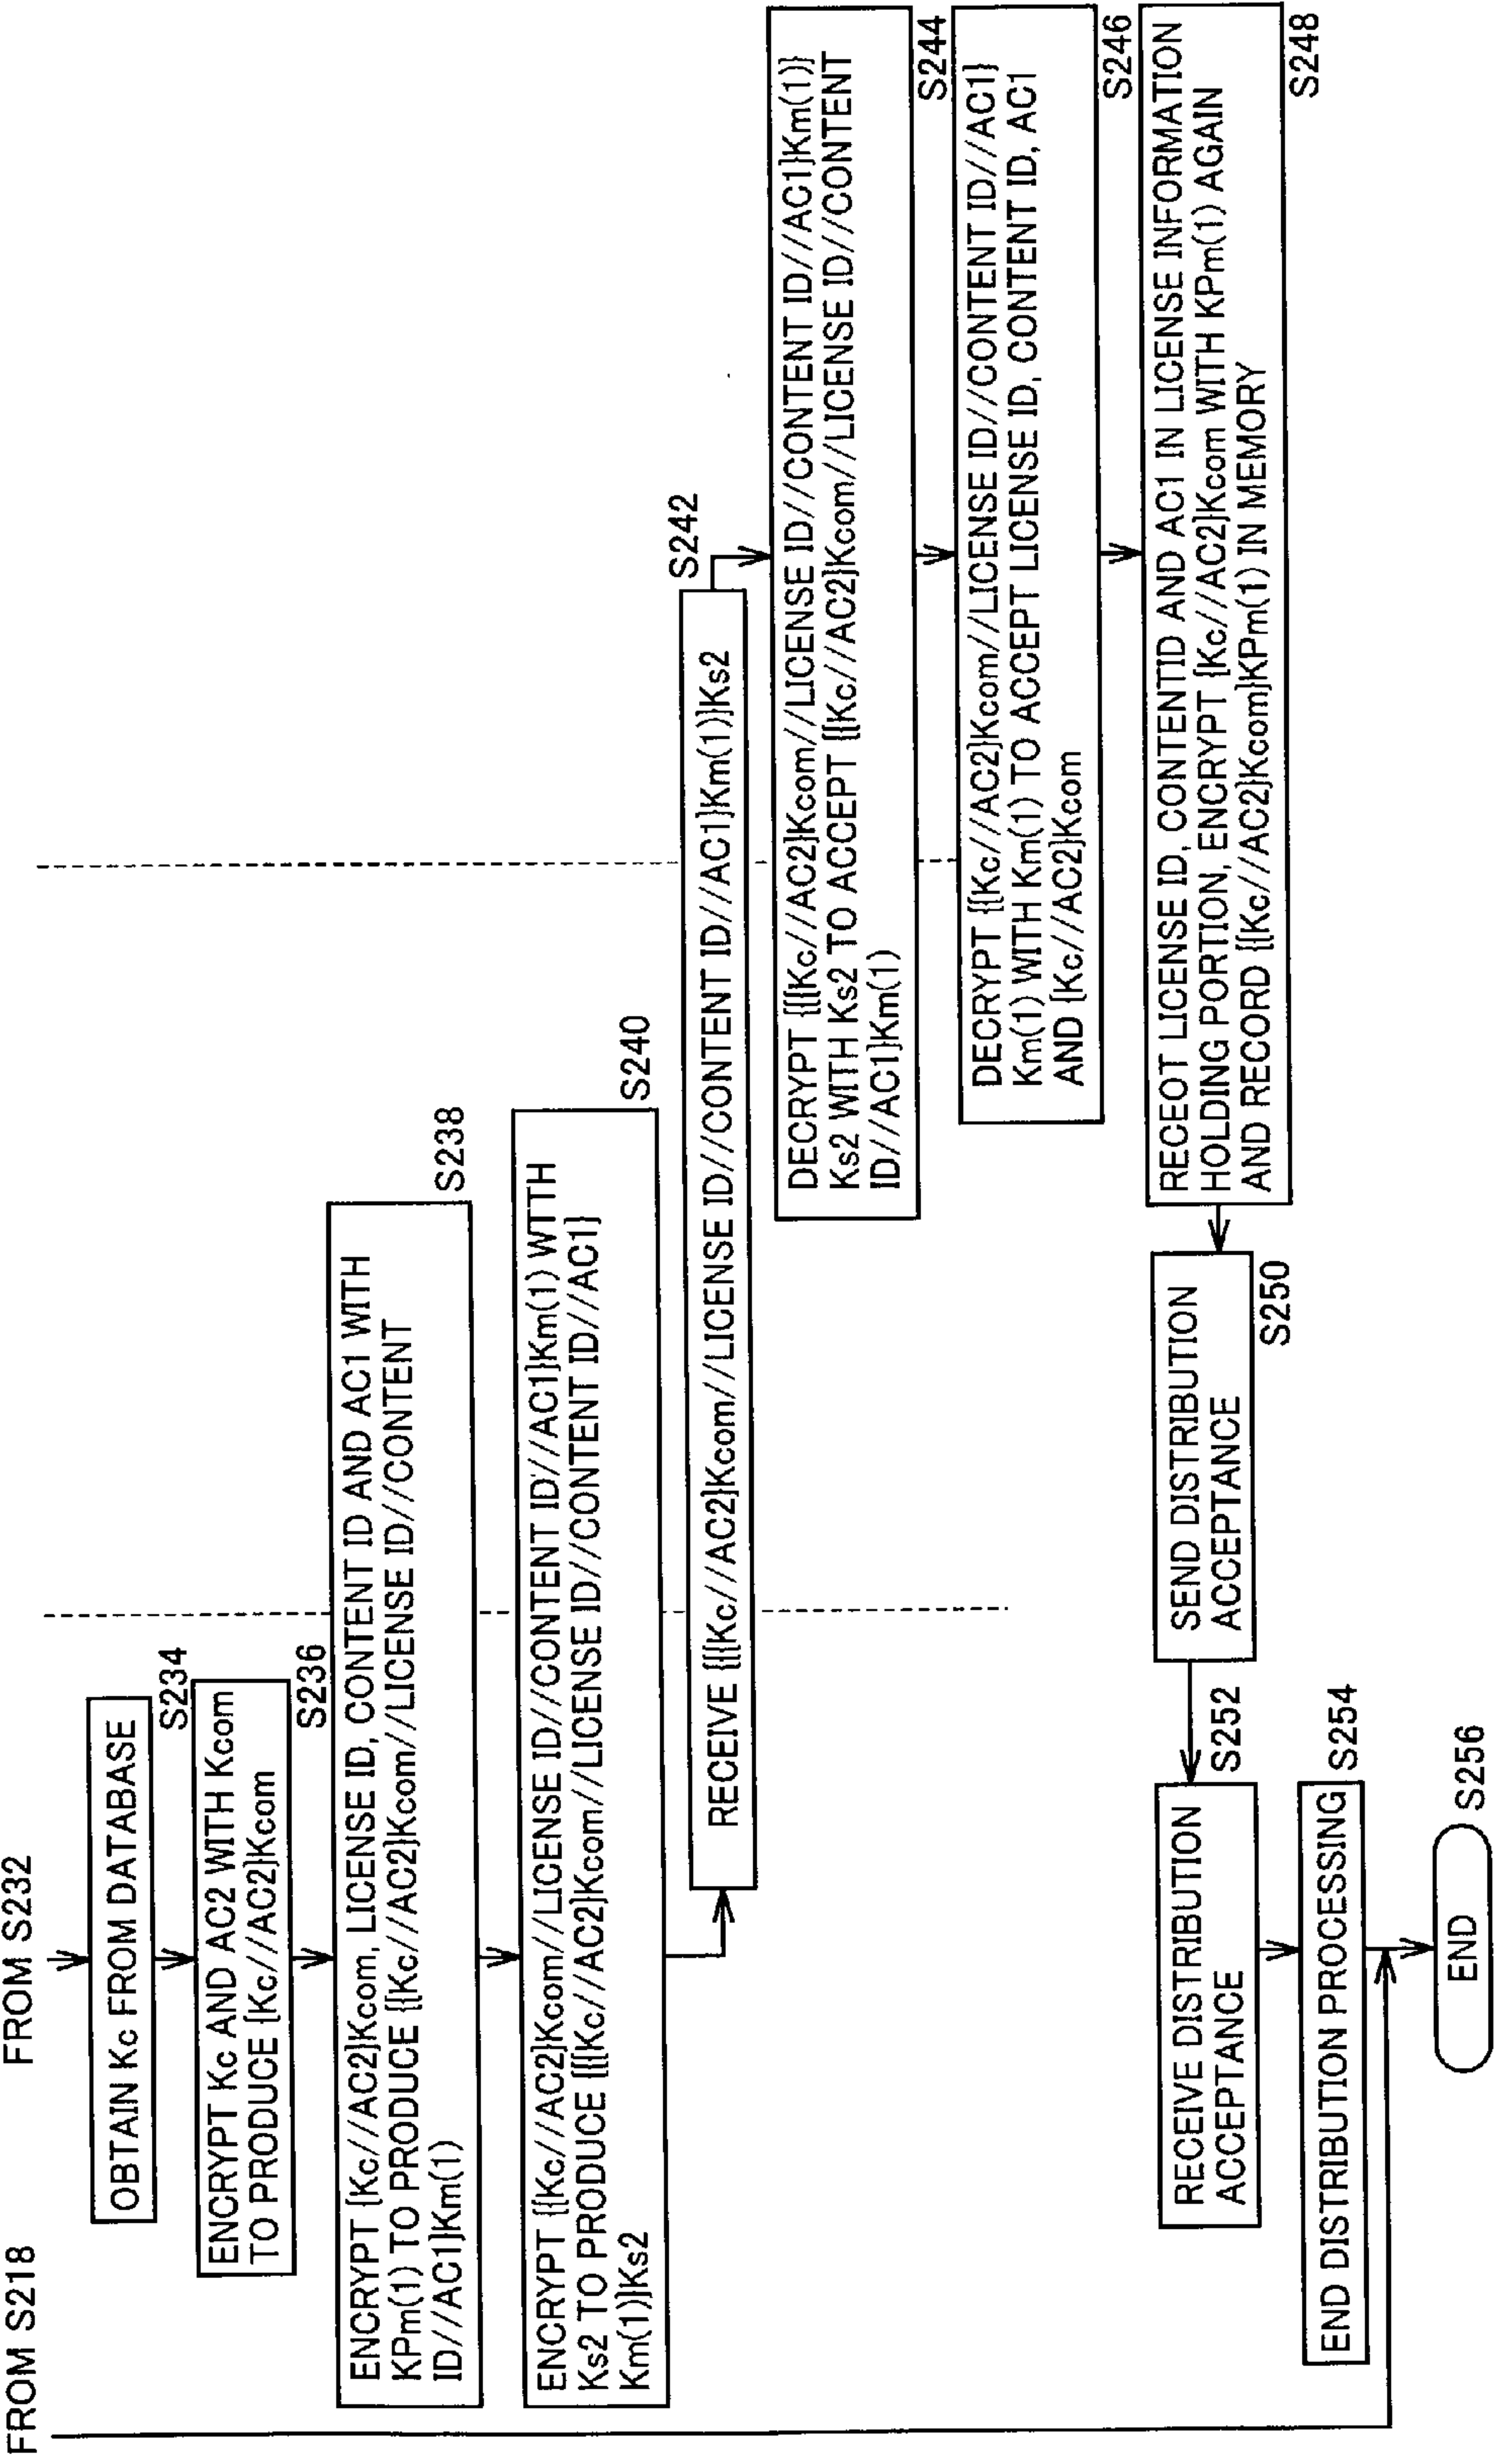 FROM S218
FROM S232
OBTAIN Kc FROM DATABASE
S234
ENCRYPT Kc AND AC2 WITH Kcom
TO PRODUCE {Kc//AC2}Kcom
S236
ENCRYPT {Kc//AC2}Kcom, LICENSE ID, CONTENT ID AND AC1 WITH
KPm(1) TO PRODUCE {{Kc//AC2}Kcom//LICENSE ID//CONTENT
ID//AC1}Km(1)
S238
ENCRYPT {{Kc//AC2}Kcom//LICENSE ID//CONTENT ID//AC1}Km(1) WTTH
Ks2 TO PRODUCE {{{Kc//AC2}Kcom//LICENSE ID//CONTENT ID//AC1}
Km(1)}Ks2
S240
RECEIVE {{{Kc//AC2}Kcom//LICENSE ID//CONTENT ID//AC1}Km(1)}Ks2
S242
DECRYPT {{{Kc//AC2}Kcom//LICENSE ID//CONTENT ID//AC1}Km(1)}
Ks2 WITH Ks2 TO ACCEPT {{Kc//AC2}Kcom//LICENSE ID//CONTENT
ID//AC1}Km(1)
S244
DECRYPT {{Kc//AC2}Kcom//LICENSE ID//CONTENT ID//AC1}
Km(1) WITH Km(1) TO ACCEPT LICENSE ID, CONTENT ID, AC1
AND {Kc//AC2}Kcom
S246
RECEOT LICENSE ID, CONTENTID AND AC1 IN LICENSE INFORMATION
HOLDING PORTION, ENCRYPT {Kc//AC2}Kcom WITH KPm(1) AGAIN
AND RECORD {{Kc//AC2}Kcom}KPm(1) IN MEMORY
S248
SEND DISTRIBUTION
ACCEPTANCE
S250
RECEIVE DISTRIBUTION
ACCEPTANCE
S252
END DISTRIBUTION PROCESSING
S254
END
S256